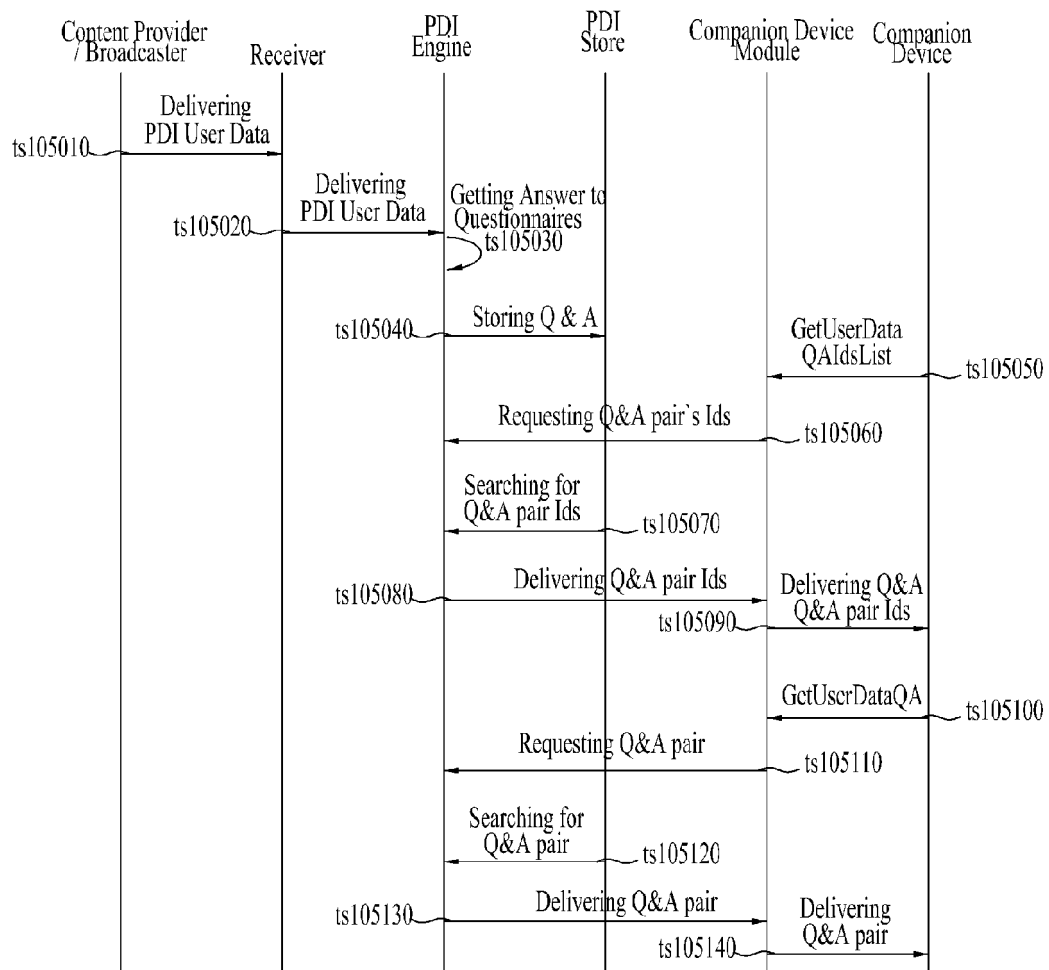 Content Provider
/ Broadcaster
Receiver
PDI
Engine
PDI
Store
Companion Device
Module
Companion
Device
Delivering
PDI User Data
ts105010
Delivering
PDI User Data
ts105020
Getting Answer to
Questionnaires
ts105030
Storing Q & A
ts105040
GetUserData
QAIdsList
ts105050
Requesting Q&A pair`s Ids
ts105060
Searching for
Q&A pair Ids
ts105070
Delivering Q&A pair Ids
ts105080
Delivering Q&A
Q&A pair Ids
ts105090
GetUserDataQA
ts105100
Requesting Q&A pair
ts105110
Searching for
Q&A pair
ts105120
Delivering Q&A pair
ts105130
Delivering
Q&A pair
ts105140